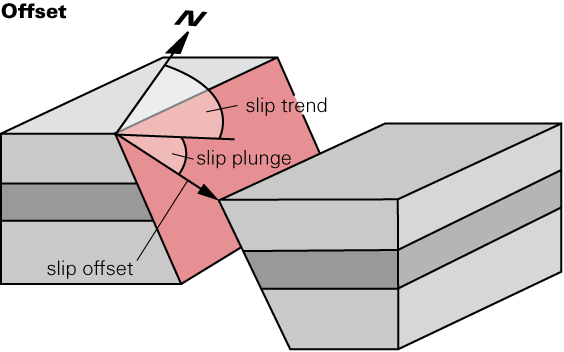 Offset
N
slip trend
slip plunge
slip offset